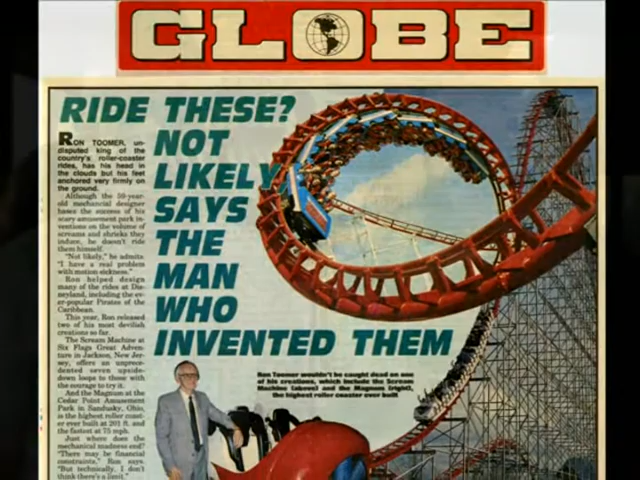 GLOBE
RIDE THESE?
NOT
LIKELY
SAYS
THE
MAN
WHO
INVENTED THEM
RON TOOMER, un-
disputed king of the
country's roller-coaster
rides, has his head in
the clouds but his feet
anchored very firmly on
the ground.
Although the 59-year-
old mechanical designer
bases the success of his
scary amusement park in-
ventions on the volume of
screams and shrieks they
induce, he doesn't ride
them himself.
"Not likely," he admits.
"I have a real problem
with motion-sickness."
Ron helped design
many of the rides at Dis-
neyland, including the ev-
er-popular Pirates of the
Caribbean.
This year, Ron released
two of his most devilish
creations so far.
The Scream Machine at
Six Flags Great Adven-
ture in Jackson, New Jer-
sey, offers an unprece-
dented seven upside-
down loops to those with
the courage to try it.
And the Magnum at the
Cedar Point Amusement
Park in Sandusky, Ohio,
is the highest roller coast-
er ever built at 201 ft. and
the fastest at 75 mph.
Just where does the
mechanical madness end?
"There may be financial
constraints," Ron says.
"But technically, I don't
think there's a limit."
Ron Toomer wouldn't be caught dead on one
of his creations, which include the Scream
Machine (above) and the Magnum (right),
the highest roller coaster ever built